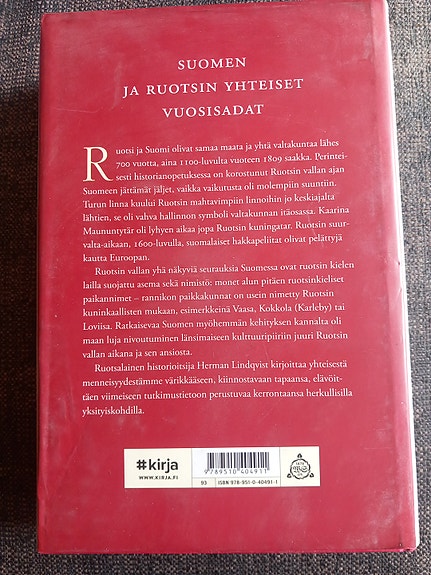 SUOMEN
JA RUOTSIN YHTEISET
VUOSISADAT
Ruotsi ja Suomi olivat samaa maata ja yhtä valtakuntaa lähes
700 vuotta, aina 1100-luvulta vuoteen 1809 saakka. Perintei-
sesti historianopetuksessa on korostunut Ruotsin vallan ajan
Suomeen jättämät jäljet, vaikka vaikutusta oli molempiin suuntiin.
Turun linna kuului Ruotsin mahtavimpiin linnoihin jo keskiajalta
lähtien, se oli vahva hallinnon symboli valtakunnan itäosassa. Kaarina
Maununtytär oli lyhyen aikaa jopa Ruotsin kuningatar. Ruotsin suur-
valta-aikaan, 1600-luvulla, suomalaiset hakkapeliitat olivat pelättyjä
kautta Euroopan.
Ruotsin vallan yhä näkyviä seurauksia Suomessa ovat ruotsin kielen
lailla suojattu asema sekä nimistö: monet alun pitäen ruotsinkieliset
paikannimet – rannikon paikkakunnat on usein nimetty Ruotsin
kuninkaallisten mukaan, esimerkkeinä Vaasa, Kokkola (Karleby) tai
Loviisa. Ratkaisevaa Suomen myöhemmän kehityksen kannalta oli
maan luja nivoutuminen länsimaiseen kulttuuripiiriin juuri Ruotsin
vallan aikana ja sen ansiosta.
Ruotsalainen historioitsija Herman Lindqvist kirjoittaa yhteisestä
menneisyydestämme värikkääseen, kiinnostavaan tapaansa, elävöit-
täen viimeiseen tutkimustietoon perustuvaa kerrontaansa herkullisilla
yksityiskohdilla.
#kirja
WWW.KIRJA.FI
9789510404911
93 ISBN 978-951-0-40491-1